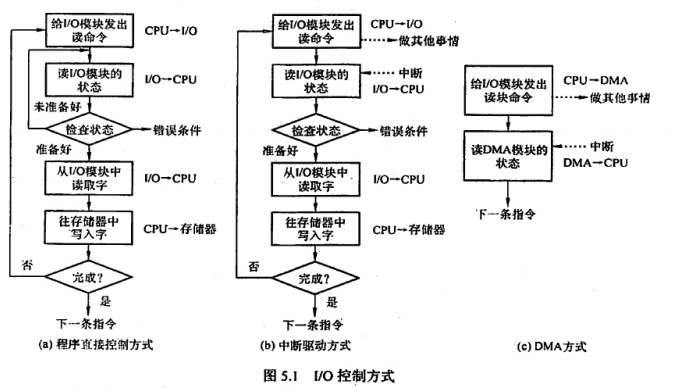 给I/O模块发出
读命令
CPU→I/O
读I/O模块的
状态
I/O→CPU
未准备好
检查状态
错误条件
准备好
从I/O模块中
读取字
I/O→CPU
往存储器中
写入字
CPU→存储器
否
完成?
是
下一条指令
(a) 程序直接控制方式
给I/O模块发出
读命令
CPU→I/O
做其他事情
读I/O模块的
状态
中断
I/O→CPU
检查状态
错误条件
准备好
从I/O模块中
读取字
I/O→CPU
往存储器中
写入字
CPU→存储器
否
完成?
是
下一条指令
(b) 中断驱动方式
给I/O模块发出
读块命令
CPU→DMA
做其他事情
读DMA模块的
状态
中断
DMA→CPU
下一条指令
(c) DMA方式
图 5.1 I/O 控制方式